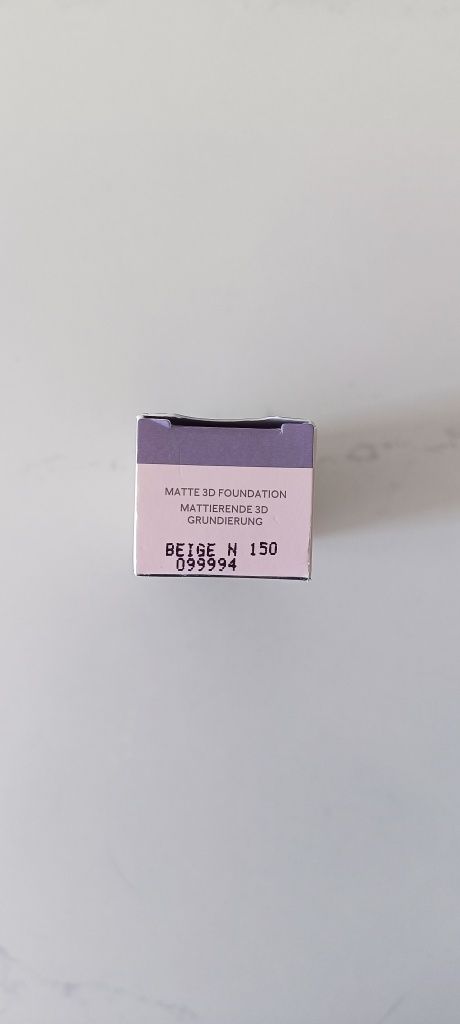 MATTE 3D FOUNDATION
MATTIERENDE 3D
GRUNDIERUNG
BEIGE N 150
099994